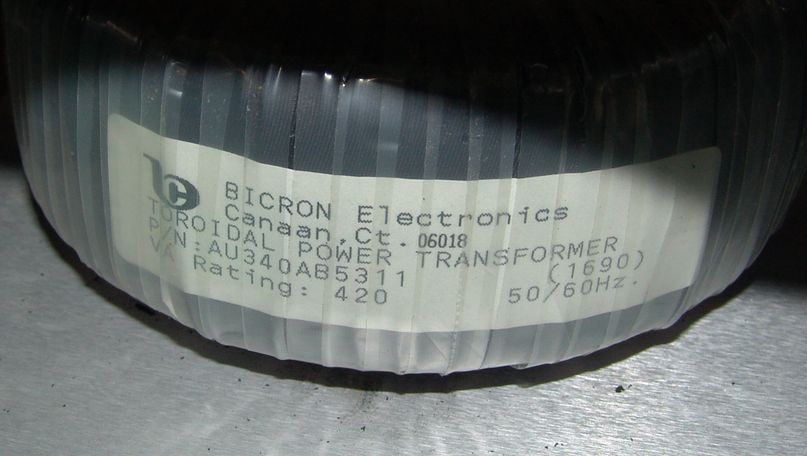 BICRON Electronics
Canaan, Ct. 06018
TOROIDAL POWER TRANSFORMER
P/N:AU340AB5311 (1690)
VA Rating: 420 50/60Hz.